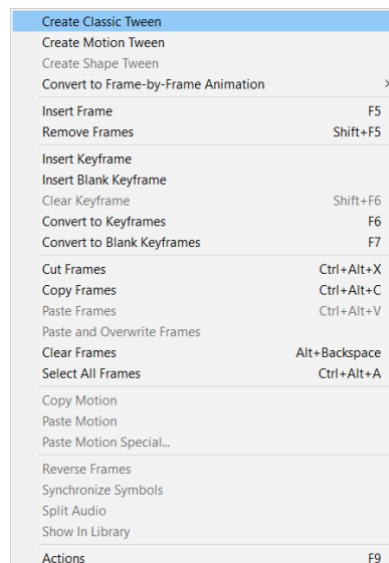 Create Classic Tween
Create Motion Tween
Create Shape Tween
Convert to Frame-by-Frame Animation >
Insert Frame F5
Remove Frames Shift+F5
Insert Keyframe
Insert Blank Keyframe
Clear Keyframe Shift+F6
Convert to Keyframes F6
Convert to Blank Keyframes F7
Cut Frames Ctrl+Alt+X
Copy Frames Ctrl+Alt+C
Paste Frames Ctrl+Alt+V
Paste and Overwrite Frames
Clear Frames Alt+Backspace
Select All Frames Ctrl+Alt+A
Copy Motion
Paste Motion
Paste Motion Special...
Reverse Frames
Synchronize Symbols
Split Audio
Show In Library
Actions F9